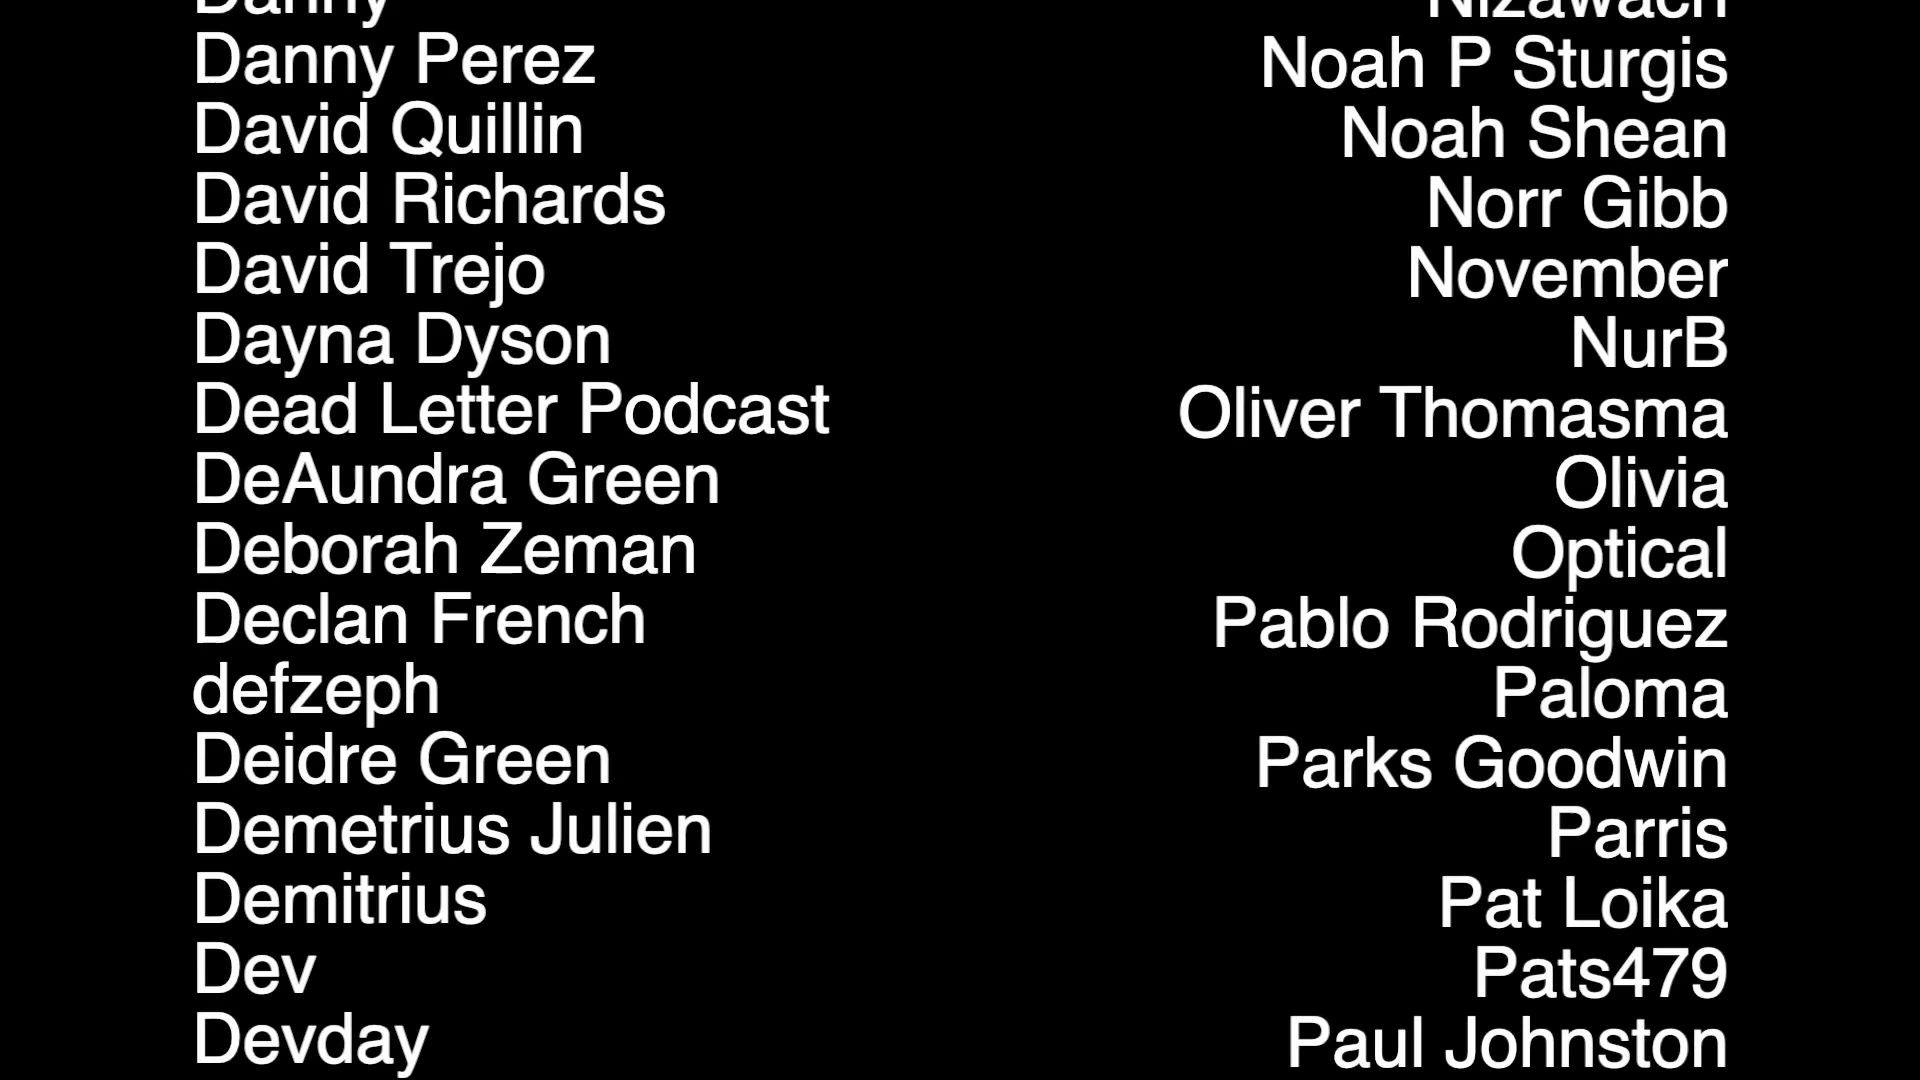 Danny
Danny Perez
David Quillin
David Richards
David Trejo
Dayna Dyson
Dead Letter Podcast
DeAundra Green
Deborah Zeman
Declan French
defzeph
Deidre Green
Demetrius Julien
Demitrius
Dev
Devday
Nizawach
Noah P Sturgis
Noah Shean
Norr Gibb
November
NurB
Oliver Thomasma
Olivia
Optical
Pablo Rodriguez
Paloma
Parks Goodwin
Parris
Pat Loika
Pats479
Paul Johnston